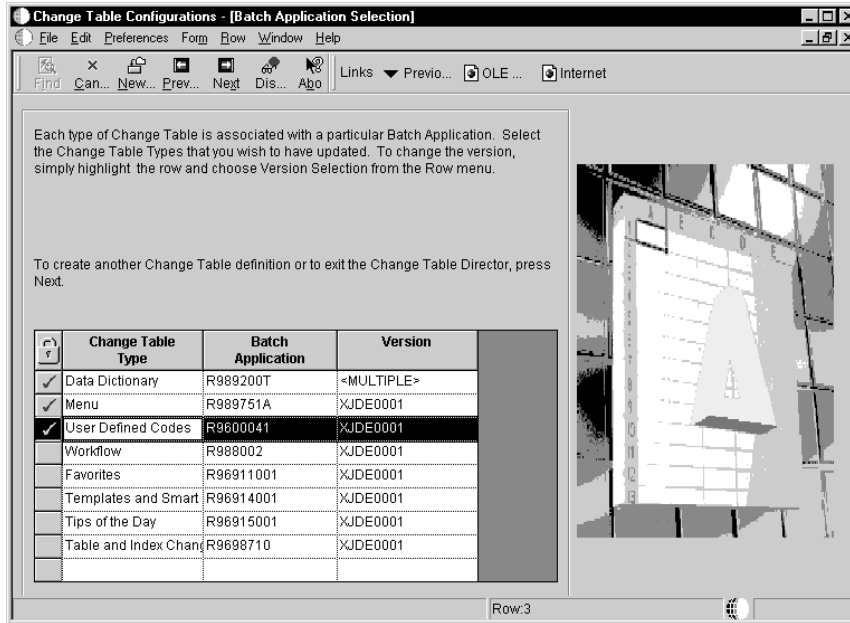 Change Table Configurations - [Batch Application Selection]
File Edit Preferences Form Row Window Help
Find Can... New... Prev... Next Dis... Abo Links Previo... OLE ... Internet
Each type of Change Table is associated with a particular Batch Application. Select
the Change Table Types that you wish to have updated. To change the version,
simply highlight the row and choose Version Selection from the Row menu.
To create another Change Table definition or to exit the Change Table Director, press
Next.
Change Table Type Batch Application Version
Data Dictionary R989200T <MULTIPLE>
Menu R989751A XJDE0001
User Defined Codes R9600041 XJDE0001
Workflow R988002 XJDE0001
Favorites R96911001 XJDE0001
Templates and Smart R96914001 XJDE0001
Tips of the Day R96915001 XJDE0001
Table and Index Chang R9698710 XJDE0001
A E C D E
A
Row:3